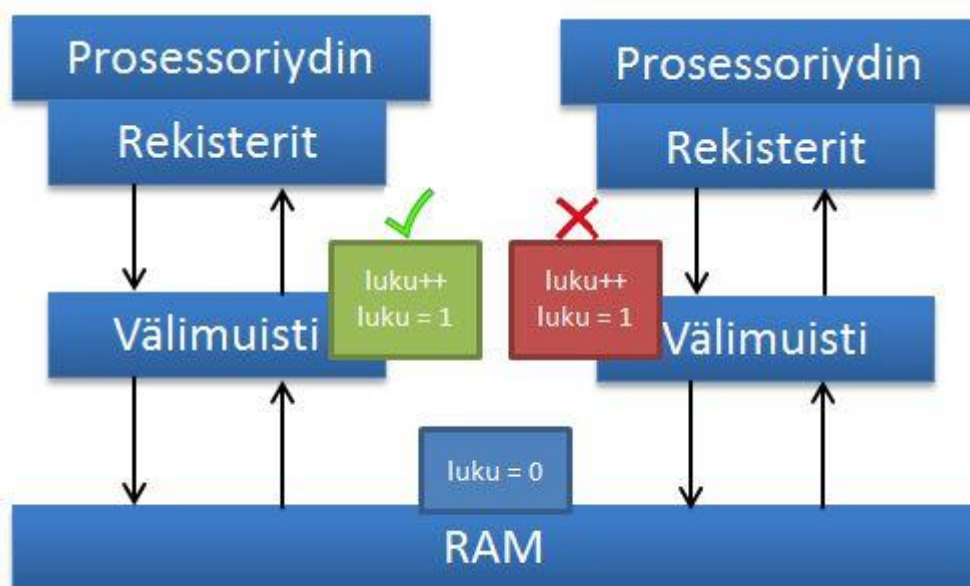 Prosessoriydin
Rekisterit
Prosessoriydin
Rekisterit
luku++
luku = 1
luku++
luku = 1
Välimuisti
Välimuisti
luku = 0
RAM